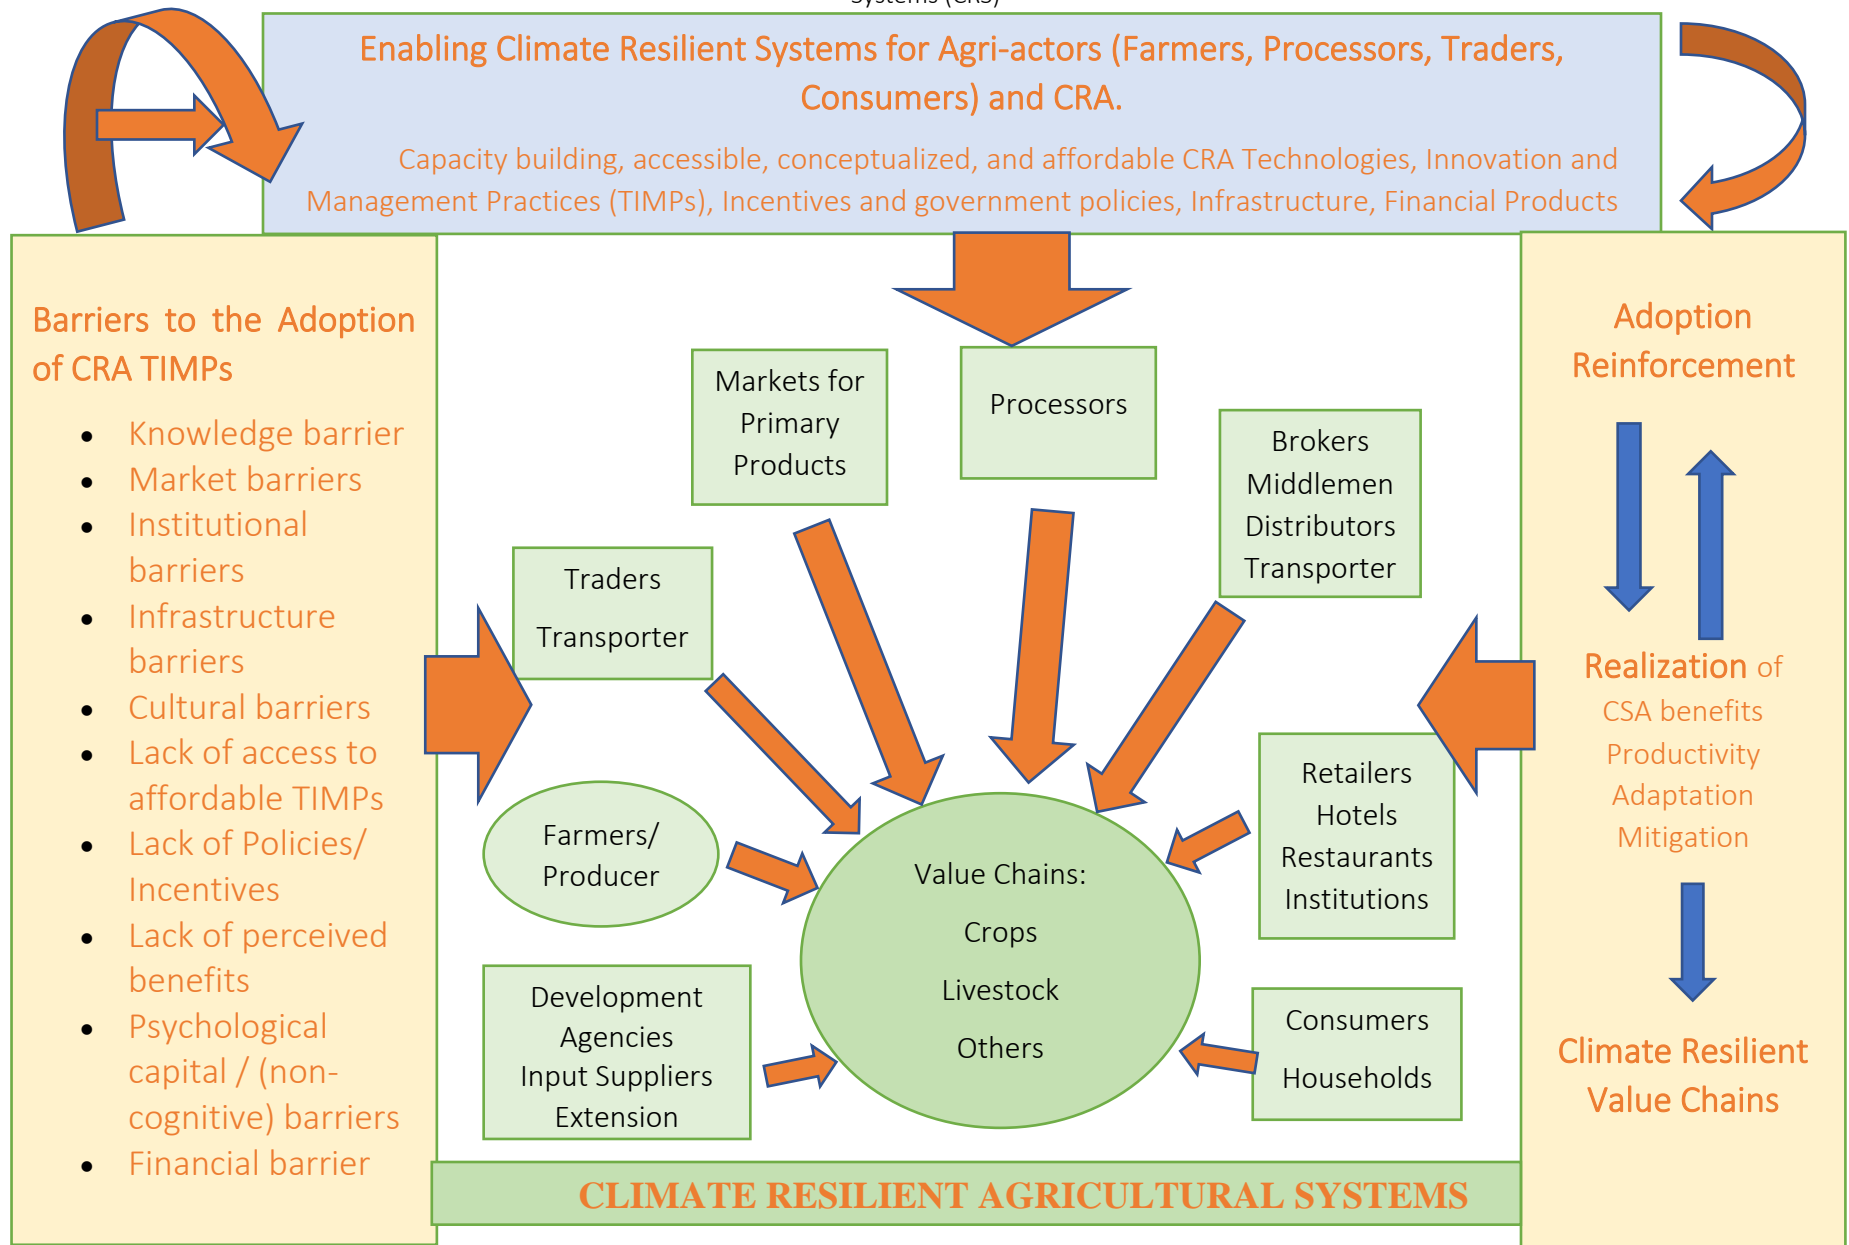 Systems (CRS)
Enabling Climate Resilient Systems for Agri-actors (Farmers, Processors, Traders,
Consumers) and CRA.
Capacity building, accessible, conceptualized, and affordable CRA Technologies, Innovation and
Management Practices (TIMPs), Incentives and government policies, Infrastructure, Financial Products
Barriers to the Adoption
of CRA TIMPs
• Knowledge barrier
• Market barriers
• Institutional
barriers
• Infrastructure
barriers
• Cultural barriers
• Lack of access to
affordable TIMPs
• Lack of Policies/
Incentives
• Lack of perceived
benefits
• Psychological
capital / (non-
cognitive) barriers
• Financial barrier
Markets for
Primary
Products
Processors
Brokers
Middlemen
Distributors
Transporter
Traders
Transporter
Farmers/
Producer
Development
Agencies
Input Suppliers
Extension
Value Chains:
Crops
Livestock
Others
Retailers
Hotels
Restaurants
Institutions
Consumers
Households
Adoption
Reinforcement
Realization of
CSA benefits
Productivity
Adaptation
Mitigation
Climate Resilient
Value Chains
CLIMATE RESILIENT AGRICULTURAL SYSTEMS